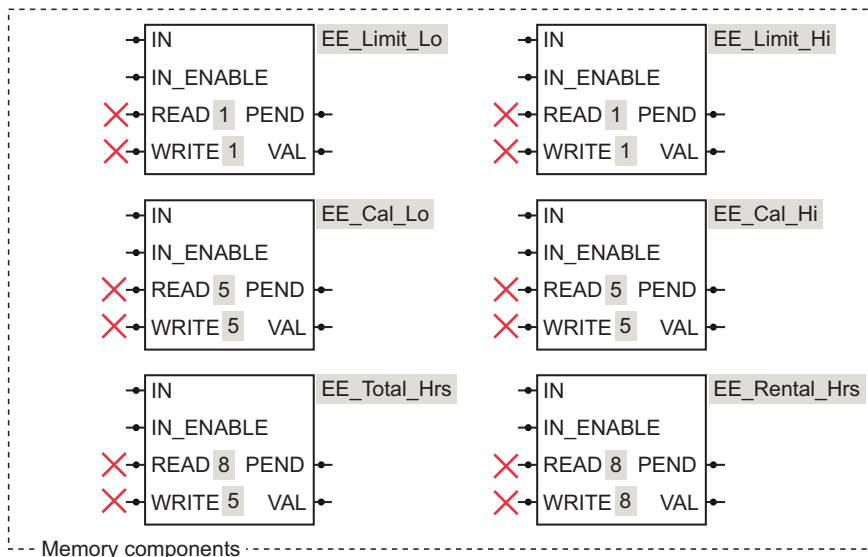 IN EE_Limit_Lo
IN_ENABLE
READ 1 PEND
WRITE 1 VAL
IN EE_Limit_Hi
IN_ENABLE
READ 1 PEND
WRITE 1 VAL
IN EE_Cal_Lo
IN_ENABLE
READ 5 PEND
WRITE 5 VAL
IN EE_Cal_Hi
IN_ENABLE
READ 5 PEND
WRITE 5 VAL
IN EE_Total_Hrs
IN_ENABLE
READ 8 PEND
WRITE 5 VAL
IN EE_Rental_Hrs
IN_ENABLE
READ 8 PEND
WRITE 8 VAL
Memory components